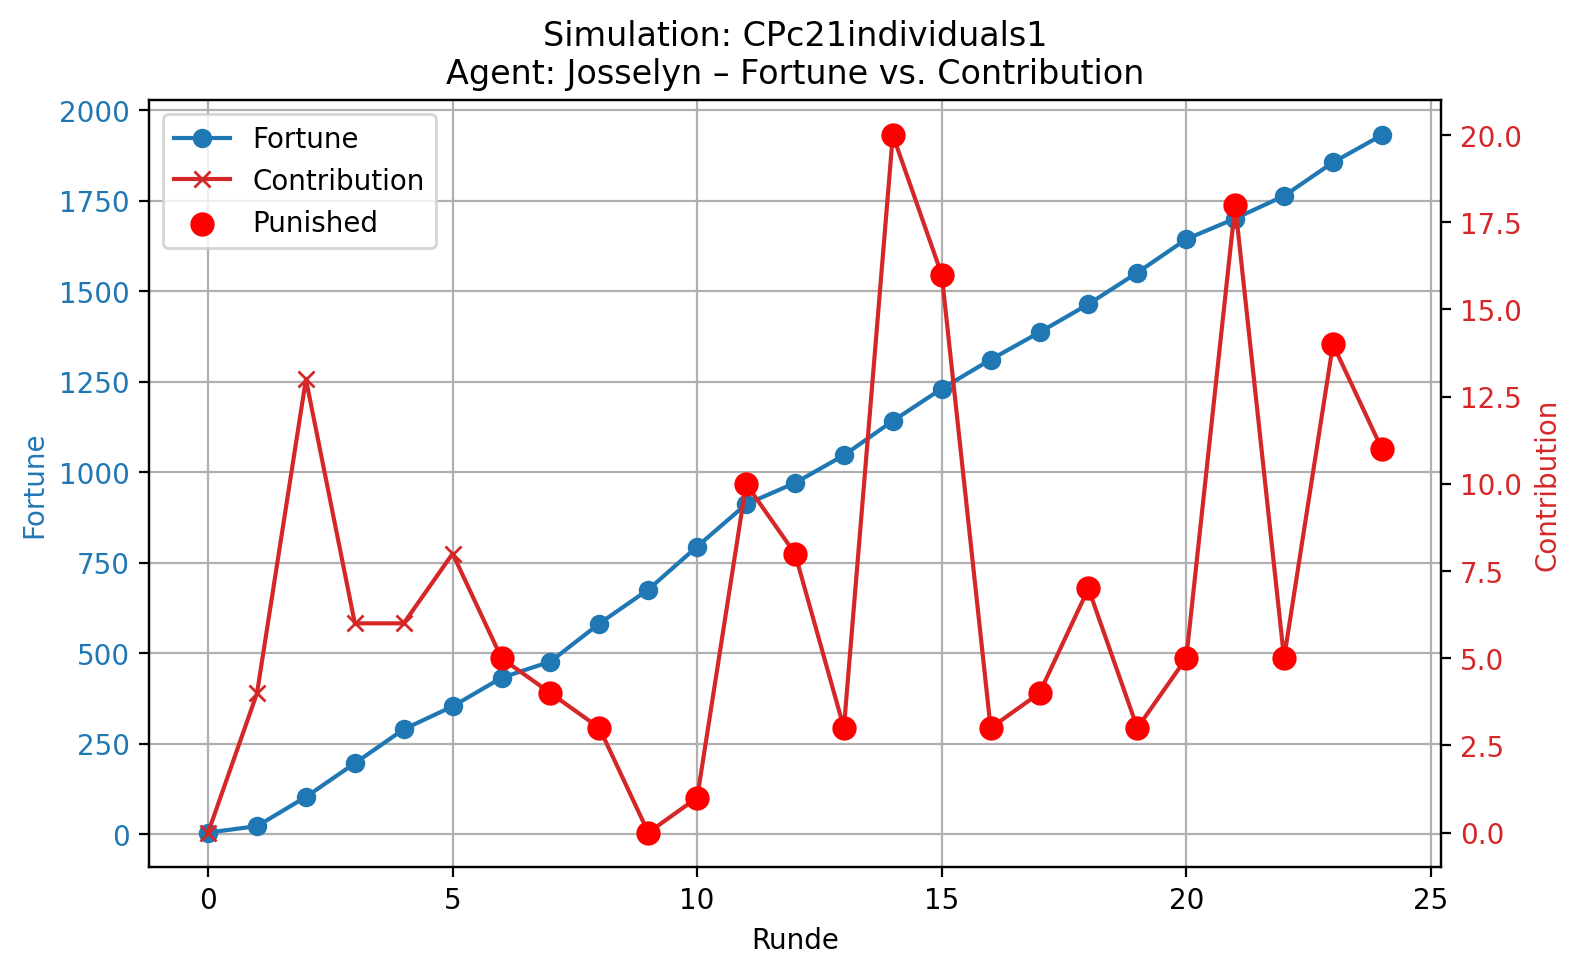 Simulation: CPc21individuals1
Agent: Josselyn – Fortune vs. Contribution
Fortune
Contribution
Punished
2000
1750
1500
1250
1000
750
500
250
0
Fortune
20.0
17.5
15.0
12.5
10.0
7.5
5.0
2.5
0.0
Contribution
0 5 10 15 20 25
Runde